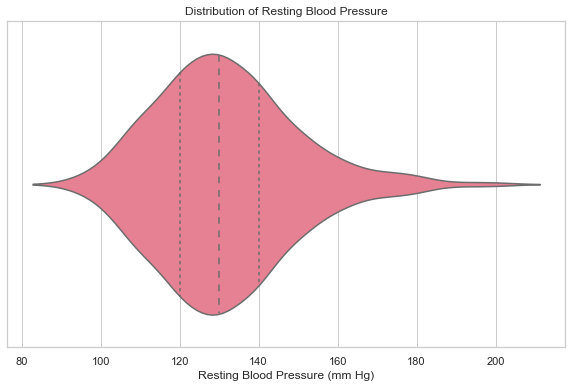 Distribution of Resting Blood Pressure
80 100 120 140 160 180 200
Resting Blood Pressure (mm Hg)